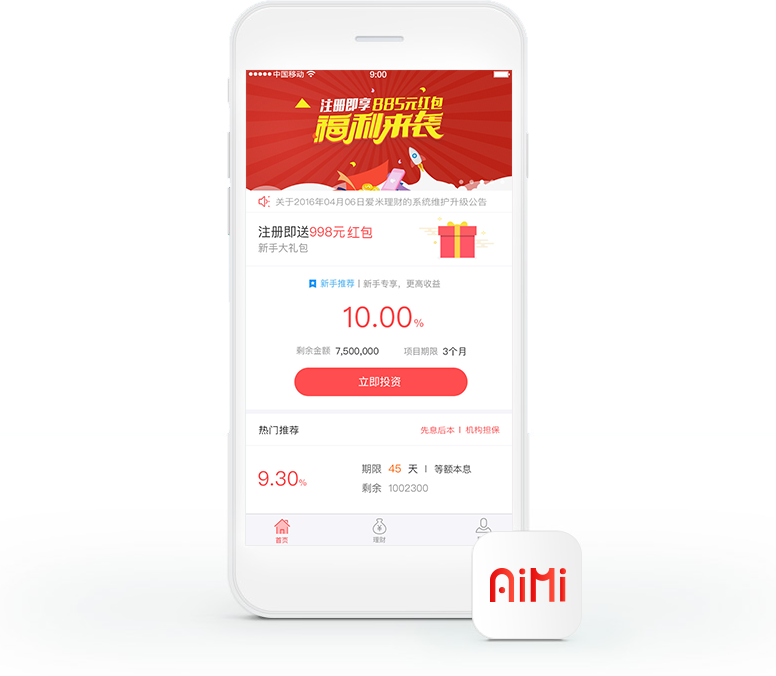 中国移动 9:00
注册即享885元红包
福利来袭
关于2016年04月06日爱米理财的系统维护升级公告
注册即送998元 红包
新手大礼包
新手推荐 | 新手专享，更高收益
10.00%
剩余金额 7,500,000 项目期限 3个月
立即投资
热门推荐 先息后本 | 机构担保
9.30% 期限 45 天 | 等额本息
剩余 1002300
首页 理财
AiMi